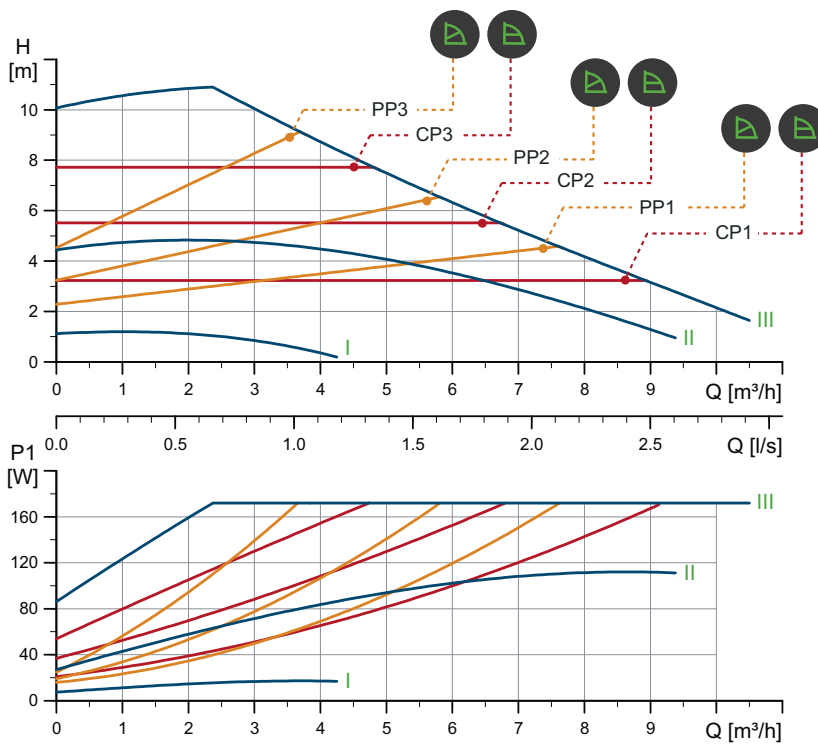 H
[m]
10
8
6
4
2
0
PP3
CP3
PP2
CP2
PP1
CP1
I
II
III
0 1 2 3 4 5 6 7 8 9 Q [m³/h]
0.0 0.5 1.0 1.5 2.0 2.5 Q [l/s]
P1
[W]
160
120
80
40
0
III
II
I
0 1 2 3 4 5 6 7 8 9 Q [m³/h]